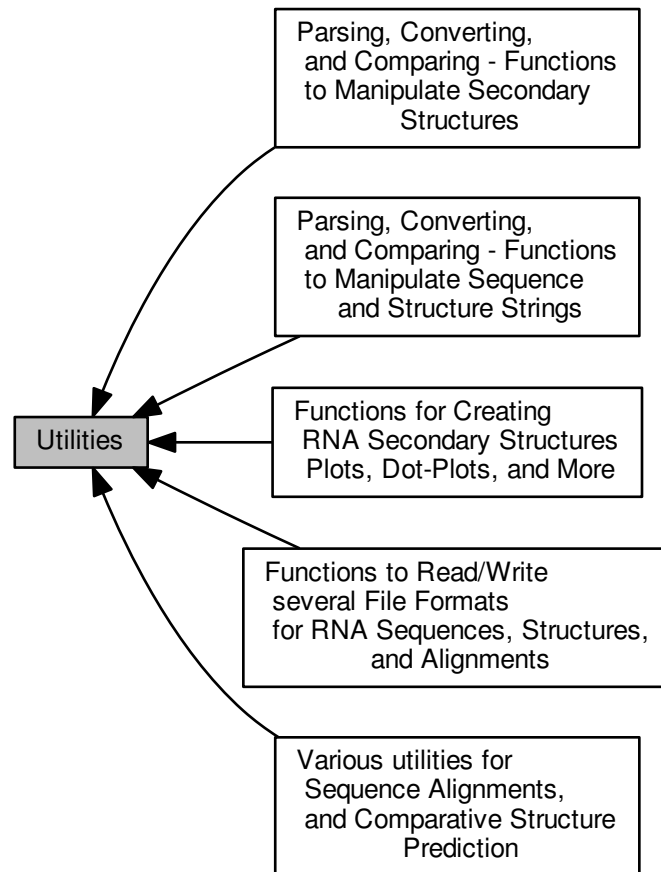 Parsing, Converting,
and Comparing - Functions
to Manipulate Secondary
Structures
Parsing, Converting,
and Comparing - Functions
to Manipulate Sequence
and Structure Strings
Utilities
Functions for Creating
RNA Secondary Structures
Plots, Dot-Plots, and More
Functions to Read/Write
several File Formats
for RNA Sequences, Structures,
and Alignments
Various utilities for
Sequence Alignments,
and Comparative Structure
Prediction